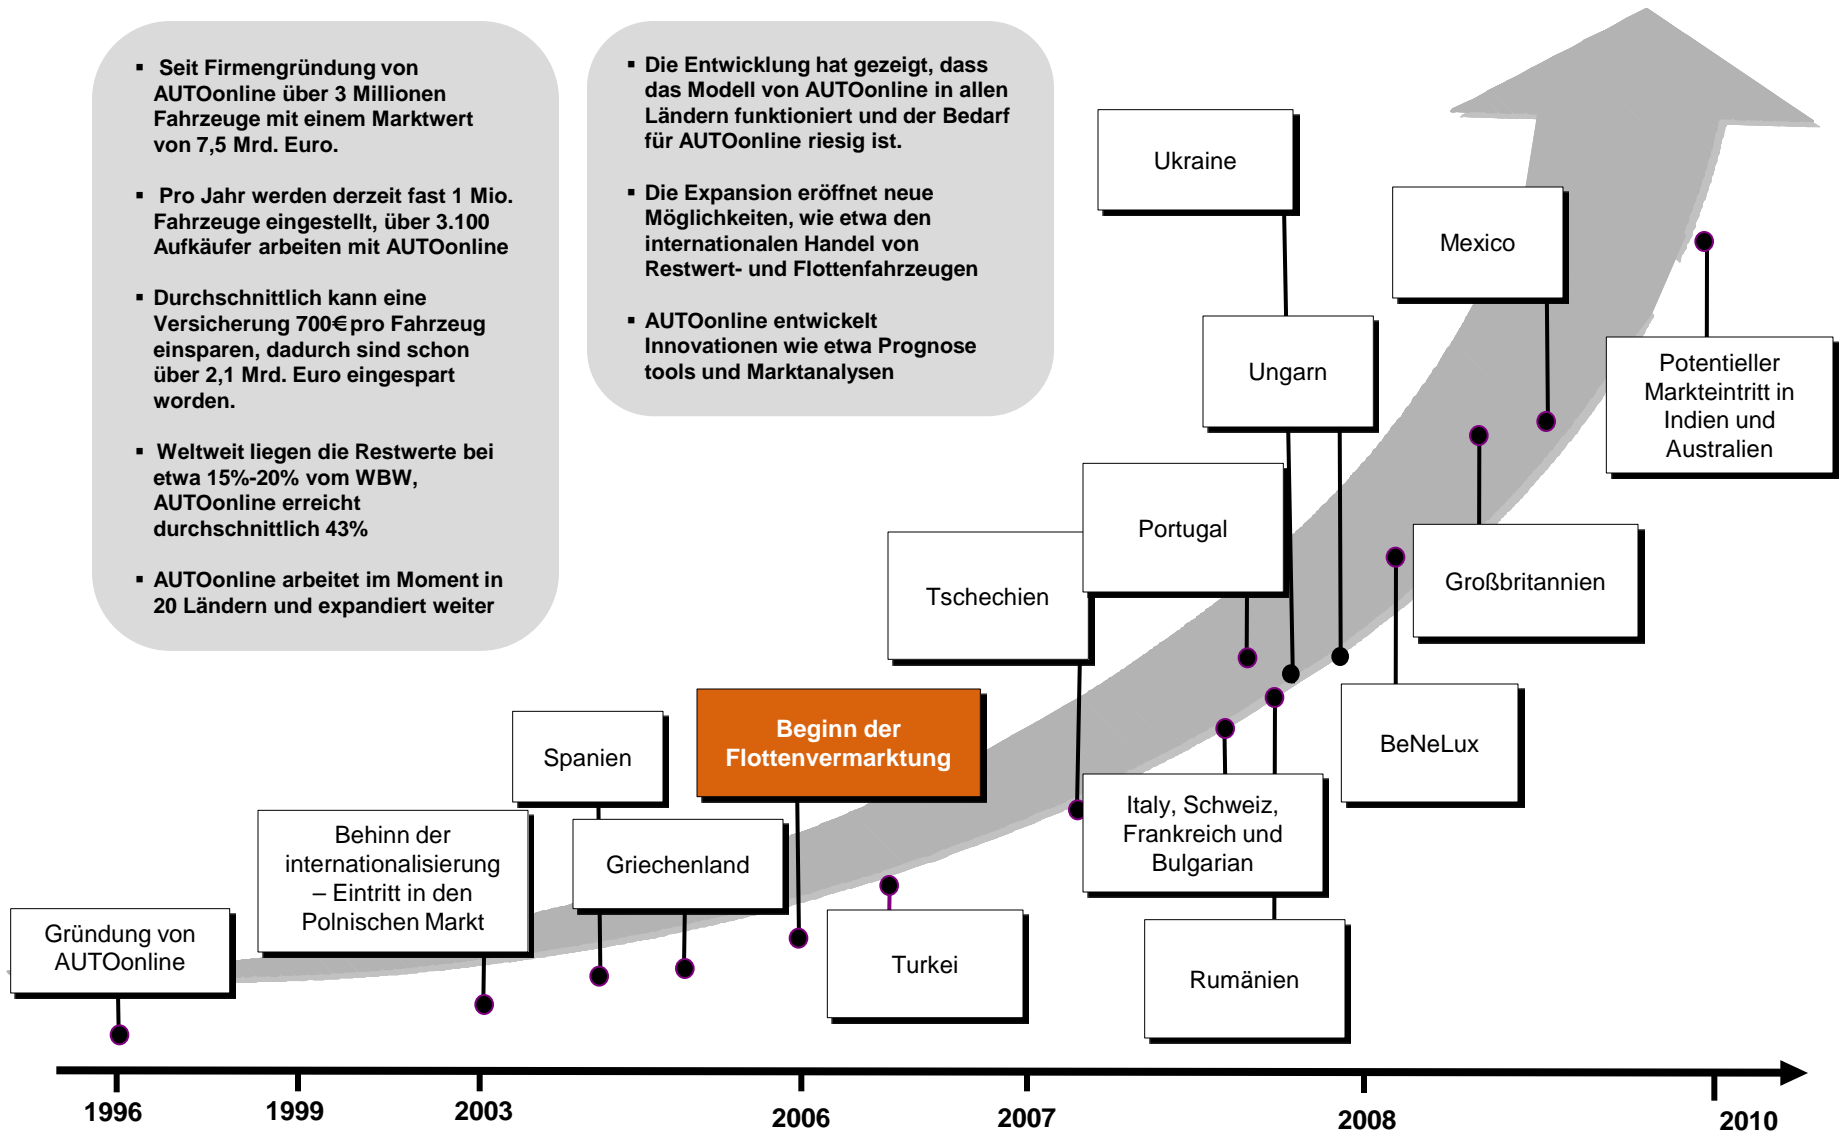 ▪ Seit Firmengründung von
AUTOonline über 3 Millionen
Fahrzeuge mit einem Marktwert
von 7,5 Mrd. Euro.
▪ Pro Jahr werden derzeit fast 1 Mio.
Fahrzeuge eingestellt, über 3.100
Aufkäufer arbeiten mit AUTOonline
▪ Durchschnittlich kann eine
Versicherung 700€ pro Fahrzeug
einsparen, dadurch sind schon
über 2,1 Mrd. Euro eingespart
worden.
▪ Weltweit liegen die Restwerte bei
etwa 15%-20% vom WBW,
AUTOonline erreicht
durchschnittlich 43%
▪ AUTOonline arbeitet im Moment in
20 Ländern und expandiert weiter
▪ Die Entwicklung hat gezeigt, dass
das Modell von AUTOonline in allen
Ländern funktioniert und der Bedarf
für AUTOonline riesig ist.
▪ Die Expansion eröffnet neue
Möglichkeiten, wie etwa den
internationalen Handel von
Restwert- und Flottenfahrzeugen
▪ AUTOonline entwickelt
Innovationen wie etwa Prognose
tools und Marktanalysen
Ukraine
Mexico
Ungarn
Potentieller
Markteintritt in
Indien und
Australien
Portugal
Tschechien
Großbritannien
Beginn der
Flottenvermarktung
Spanien
BeNeLux
Italy, Schweiz,
Frankreich und
Bulgarian
Behinn der
internationalisierung
– Eintritt in den
Polnischen Markt
Griechenland
Gründung von
AUTOonline
Turkei
Rumänien
1996
1999
2003
2006
2007
2008
2010